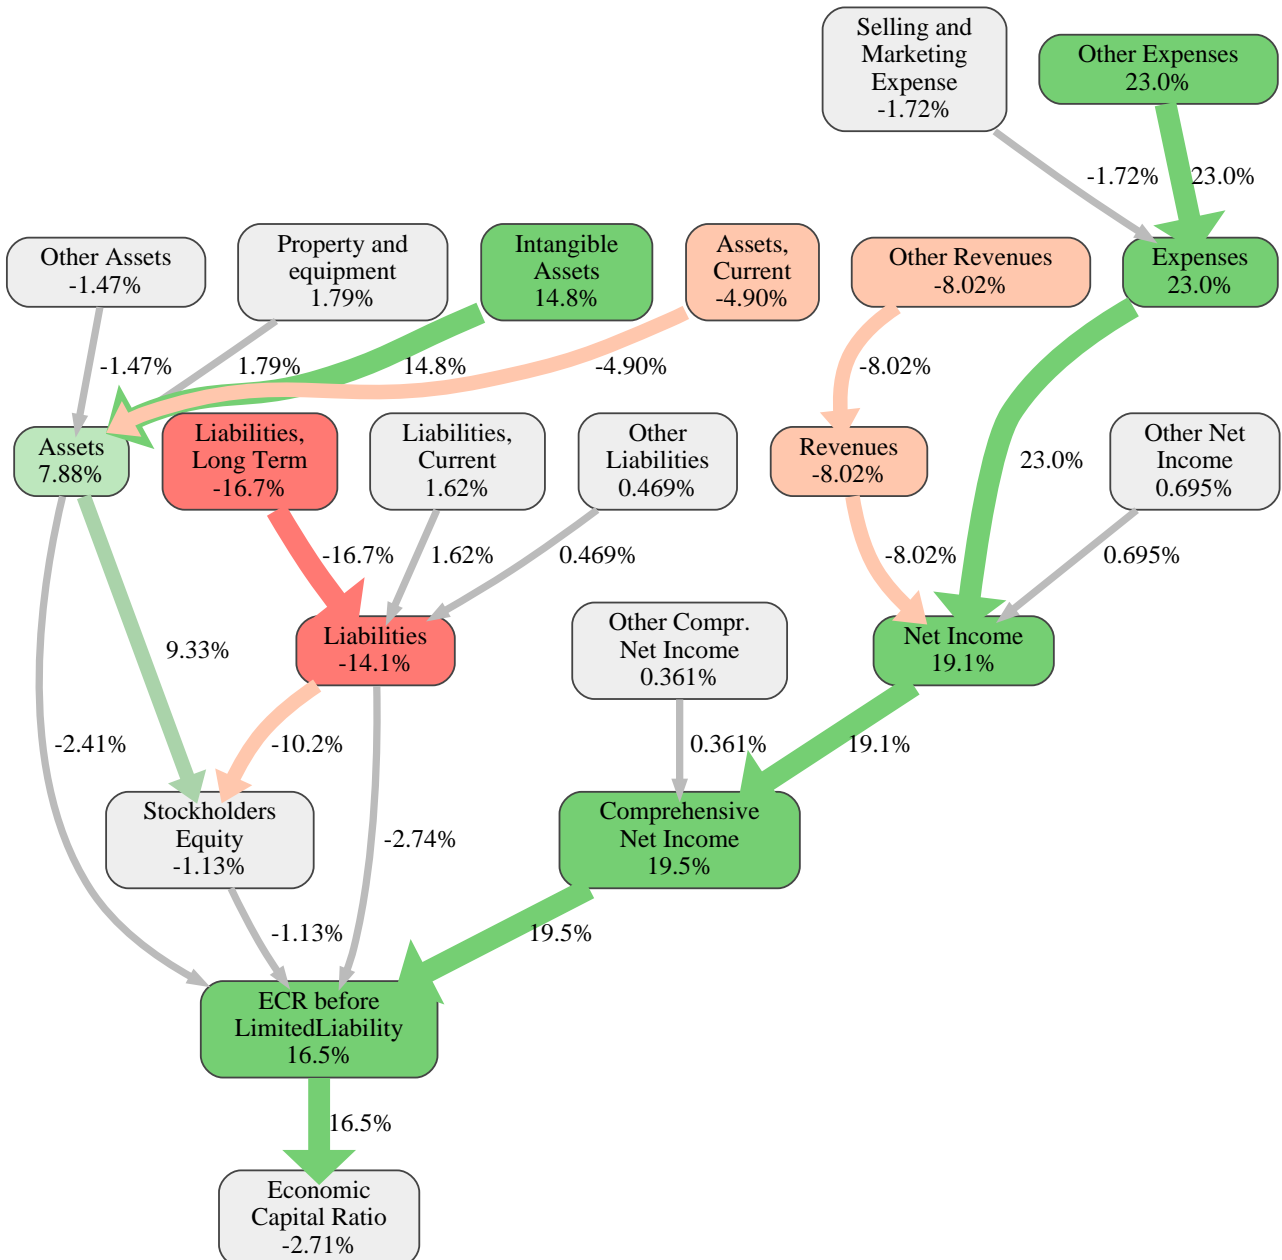 Selling and
Marketing
Expense
-1.72%
Other Expenses
23.0%
-1.72%
23.0%
Other Assets
-1.47%
Property and
equipment
1.79%
Intangible
Assets
14.8%
Assets,
Current
-4.90%
Other Revenues
-8.02%
Expenses
23.0%
-1.47%
1.79%
14.8%
-4.90%
-8.02%
Assets
7.88%
Liabilities,
Long Term
-16.7%
Liabilities,
Current
1.62%
Other
Liabilities
0.469%
Revenues
-8.02%
23.0%
Other Net
Income
0.695%
-16.7%
1.62%
0.469%
-8.02%
0.695%
9.33%
Liabilities
-14.1%
Other Compr.
Net Income
0.361%
Net Income
19.1%
-2.41%
-10.2%
0.361%
19.1%
Stockholders
Equity
-1.13%
-2.74%
Comprehensive
Net Income
19.5%
-1.13%
19.5%
ECR before
LimitedLiability
16.5%
16.5%
Economic
Capital Ratio
-2.71%